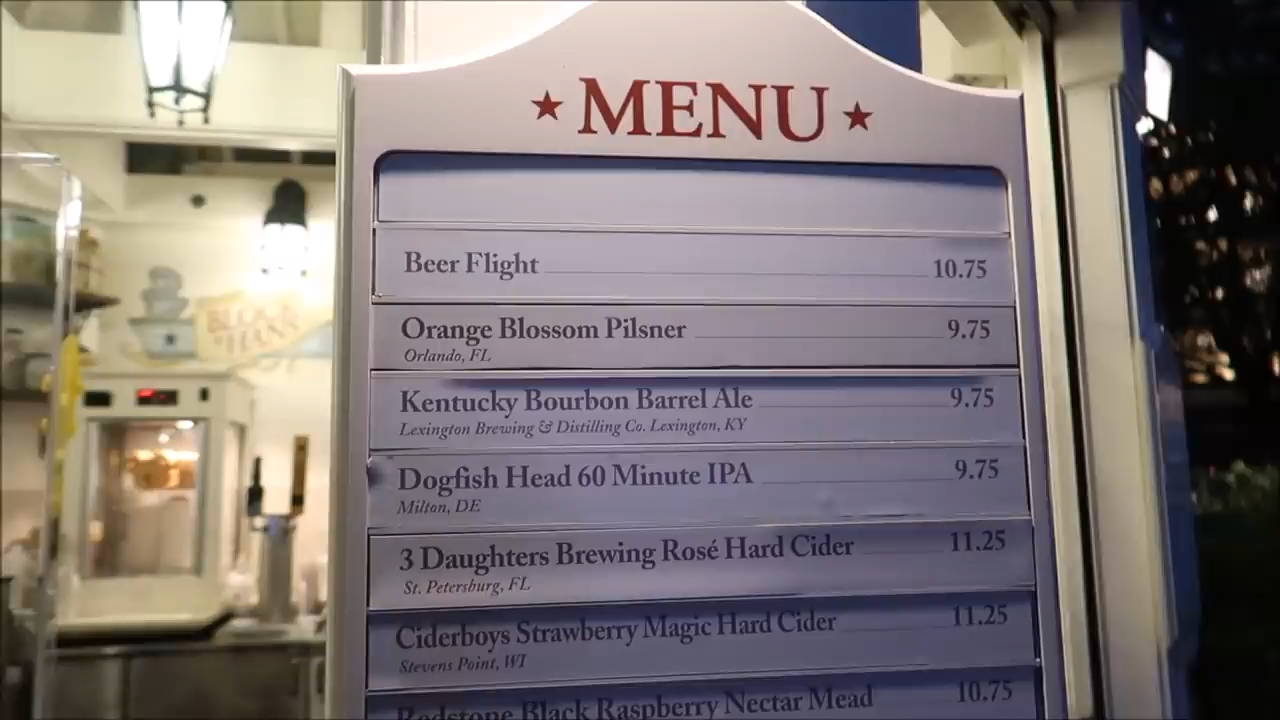 ★ MENU ★
Beer Flight 10.75
Orange Blossom Pilsner 9.75
Orlando, FL
Kentucky Bourbon Barrel Ale 9.75
Lexington Brewing & Distilling Co. Lexington, KY
Dogfish Head 60 Minute IPA 9.75
Milton, DE
3 Daughters Brewing Rosé Hard Cider 11.25
St. Petersburg, FL
Ciderboys Strawberry Magic Hard Cider 11.25
Stevens Point, WI
Redstone Black Raspberry Nectar Mead 10.75
BLOCK
& HANS